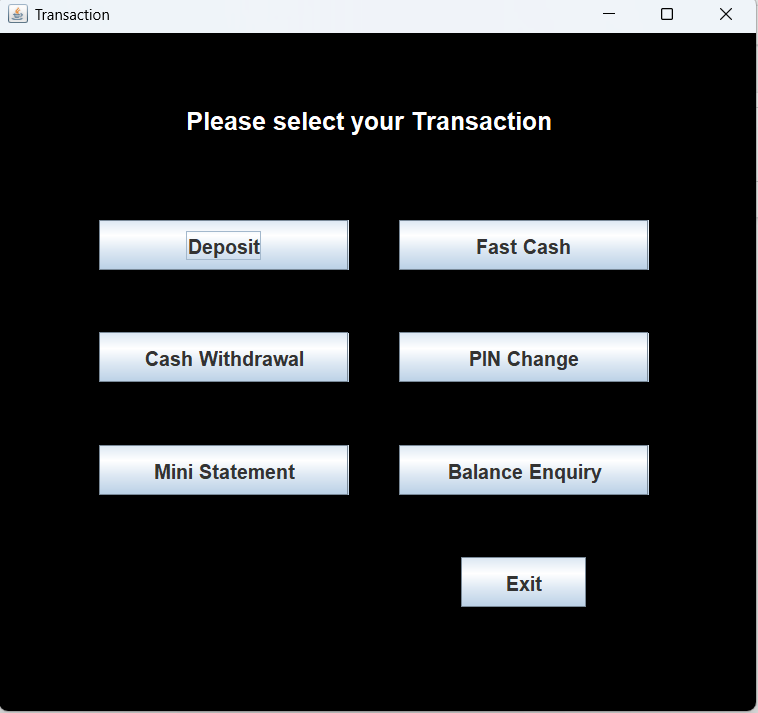 Transaction
Please select your Transaction
Deposit
Fast Cash
Cash Withdrawal
PIN Change
Mini Statement
Balance Enquiry
Exit